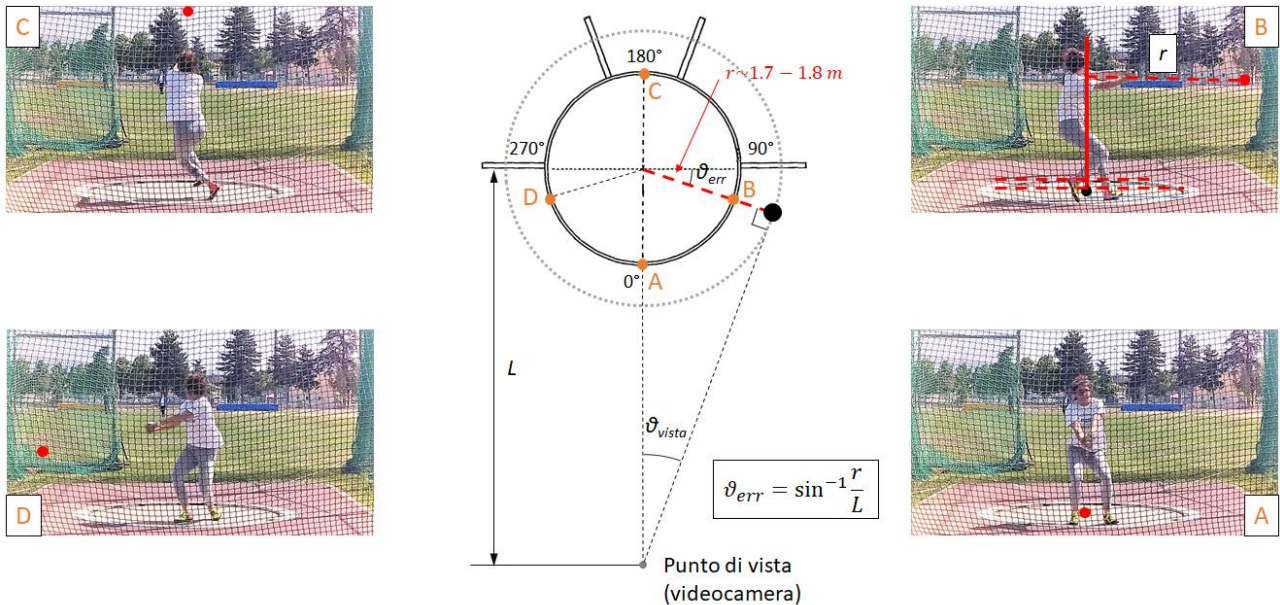 C
B
r
180°
r~1.7 − 1.8 m
C
270°
90°
ϑerr
D
B
0°
A
L
ϑvista
ϑerr = sin−1 r/L
D
A
Punto di vista
(videocamera)